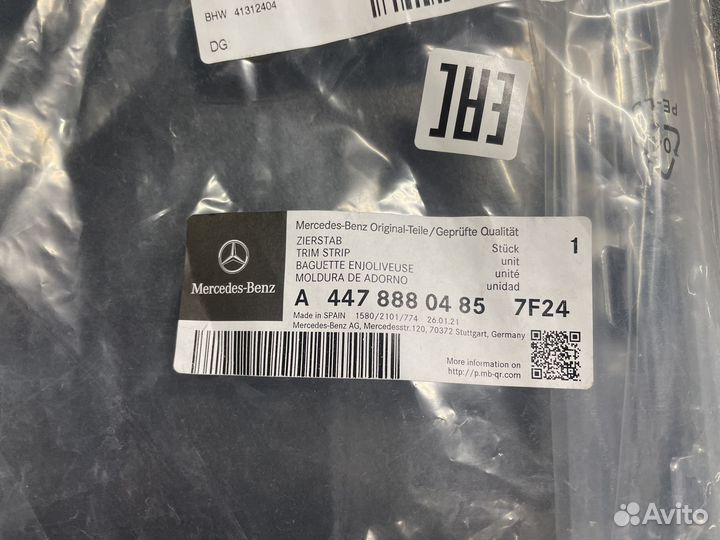 BHW 41312404
DG
EAC
PE-L
Mercedes-Benz
Mercedes-Benz Original-Teile/Geprüfte Qualität
ZIERSTAB
TRIM STRIP
BAGUETTE ENJOLIVEUSE
MOLDURA DE ADORNO
Stück
unit
unité
unidad
1
A 447 888 04 85 7F24
Made in SPAIN 1580/2101/774 26.01.21
Mercedes-Benz AG, Mercedesstr.120, 70372 Stuttgart, Germany
More information on
http://p.mb-qr.com
Avito